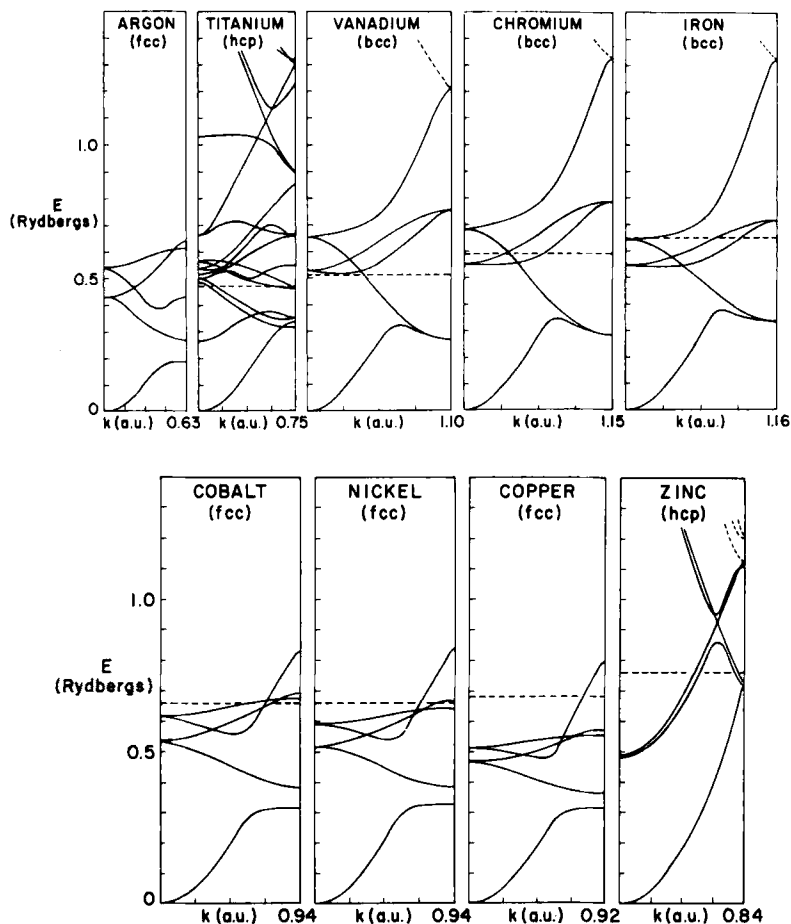 ARGON
(fcc)
TITANIUM
(hcp)
VANADIUM
(bcc)
CHROMIUM
(bcc)
IRON
(bcc)
1.0
E
(Rydbergs)
0.5
0
k (a.u.) 0.63
k (a.u.) 0.75
k (a.u.) 1.10
k (a.u.) 1.15
k (a.u.) 1.16
COBALT
(fcc)
NICKEL
(fcc)
COPPER
(fcc)
ZINC
(hcp)
1.0
E
(Rydbergs)
0.5
0
k (a.u.) 0.94
k (a.u.) 0.94
k (a.u.) 0.92
k (a.u.) 0.84